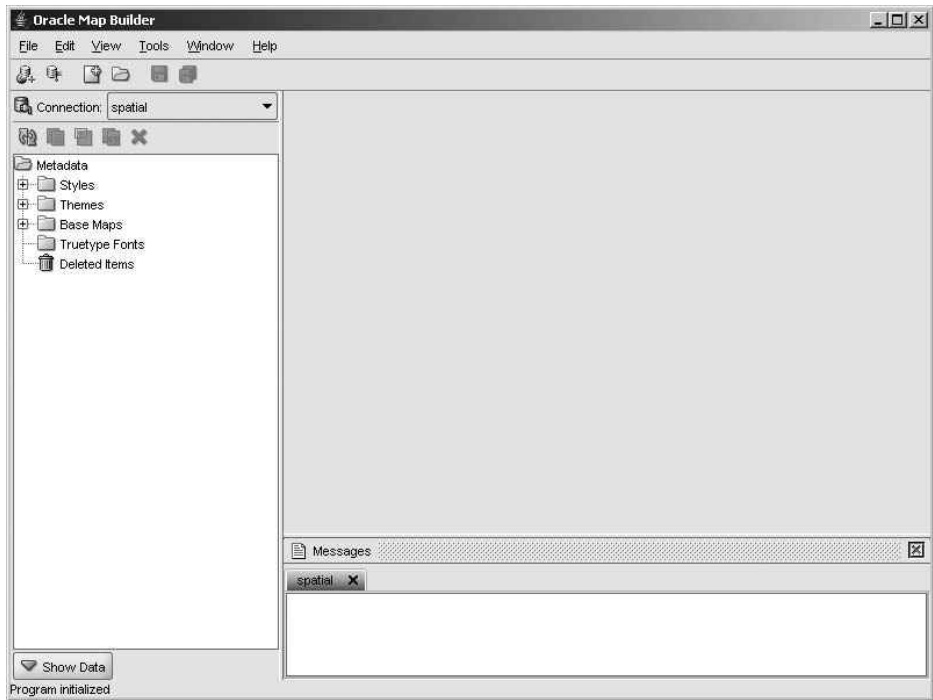 Oracle Map Builder
File Edit View Tools Window Help
Connection: spatial
Metadata
Styles
Themes
Base Maps
Truetype Fonts
Deleted Items
Messages
spatial
Show Data
Program initialized